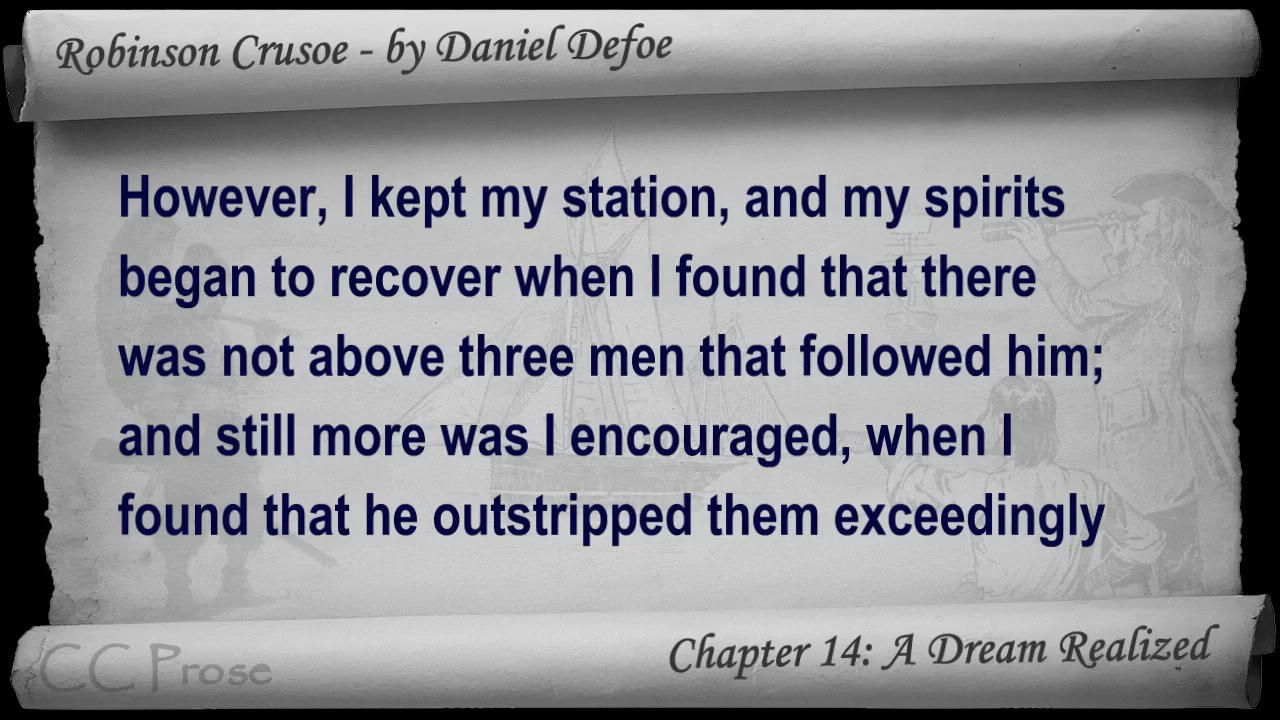 Robinson Crusoe - by Daniel Defoe
However, I kept my station, and my spirits
began to recover when I found that there
was not above three men that followed him;
and still more was I encouraged, when I
found that he outstripped them exceedingly
Chapter 14: A Dream Realized
CC Prose